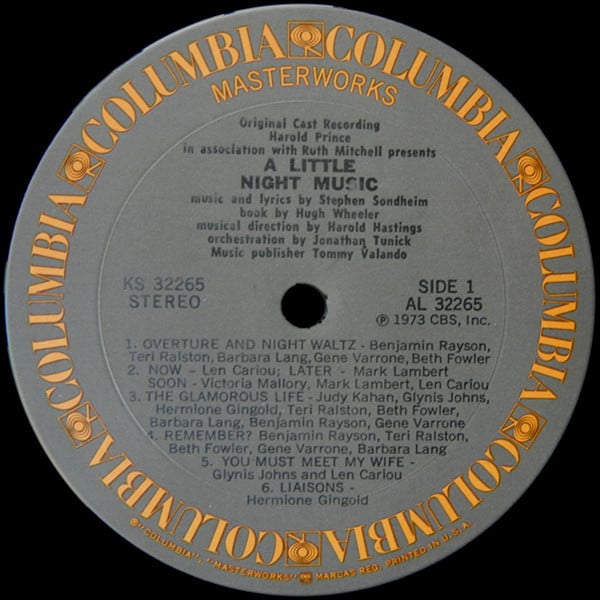 COLUMBIA COLUMBIA COLUMBIA COLUMBIA COLUMBIA COLUMBIA
MASTERWORKS
Original Cast Recording
Harold Prince
in association with Ruth Mitchell presents
A LITTLE
NIGHT MUSIC
music and lyrics by Stephen Sondheim
book by Hugh Wheeler
musical direction by Harold Hastings
orchestration by Jonathan Tunick
Music publisher Tommy Valando
KS 32265
STEREO
SIDE 1
AL 32265
Ⓟ 1973 CBS, Inc.
1. OVERTURE AND NIGHT WALTZ - Benjamin Rayson,
Teri Ralston, Barbara Lang, Gene Varrone, Beth Fowler
2. NOW - Len Cariou; LATER - Mark Lambert
SOON - Victoria Mallory, Mark Lambert, Len Cariou
3. THE GLAMOROUS LIFE - Judy Kahan, Glynis Johns,
Hermione Gingold, Teri Ralston, Beth Fowler,
Barbara Lang, Benjamin Rayson, Gene Varrone
4. REMEMBER? Benjamin Rayson, Teri Ralston,
Beth Fowler, Gene Varrone, Barbara Lang
5. YOU MUST MEET MY WIFE -
Glynis Johns and Len Cariou
6. LIAISONS -
Hermione Gingold
®"COLUMBIA", "MASTERWORKS" MARCAS REG. PRINTED IN U.S.A.